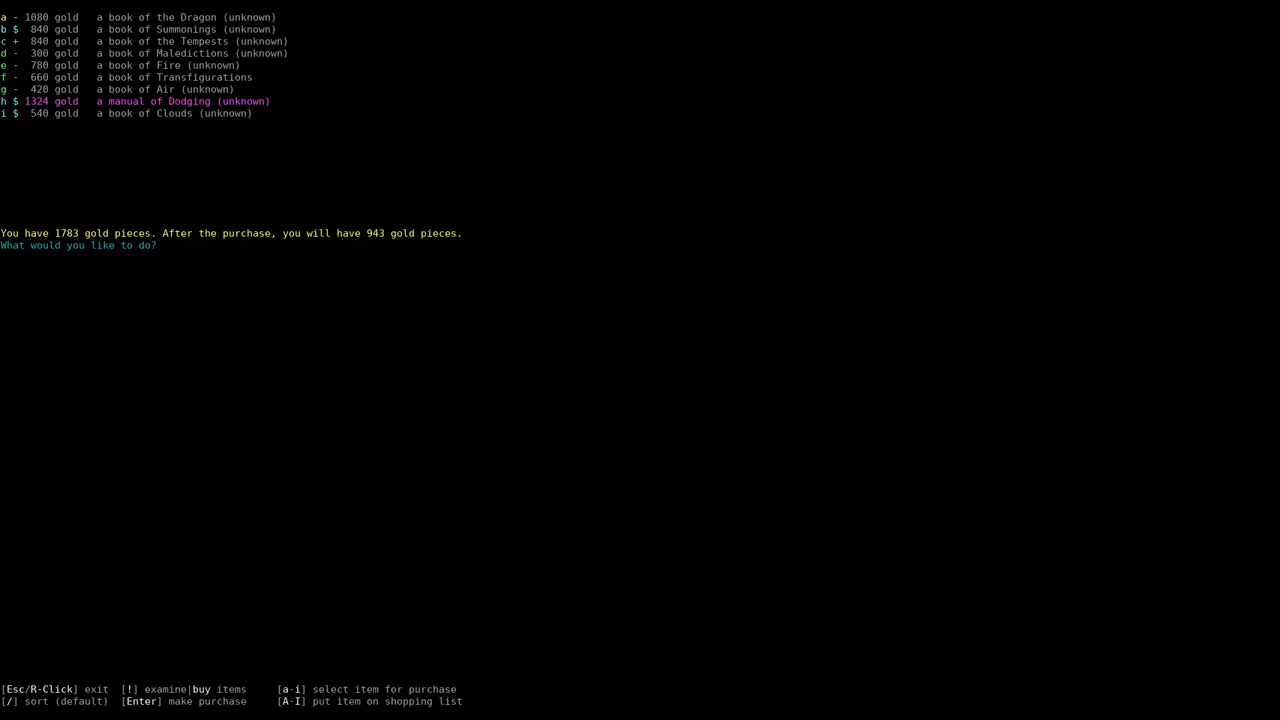 a - 1080 gold   a book of the Dragon (unknown)
b $  840 gold   a book of Summonings (unknown)
c +  840 gold   a book of the Tempests (unknown)
d -  300 gold   a book of Maledictions (unknown)
e -  780 gold   a book of Fire (unknown)
f -  660 gold   a book of Transfigurations
g -  420 gold   a book of Air (unknown)
h $ 1324 gold   a manual of Dodging (unknown)
i $  540 gold   a book of Clouds (unknown)
You have 1783 gold pieces. After the purchase, you will have 943 gold pieces.
What would you like to do?
[Esc/R-Click] exit  [!] examine|buy items     [a-i] select item for purchase
[/] sort (default)  [Enter] make purchase     [A-I] put item on shopping list